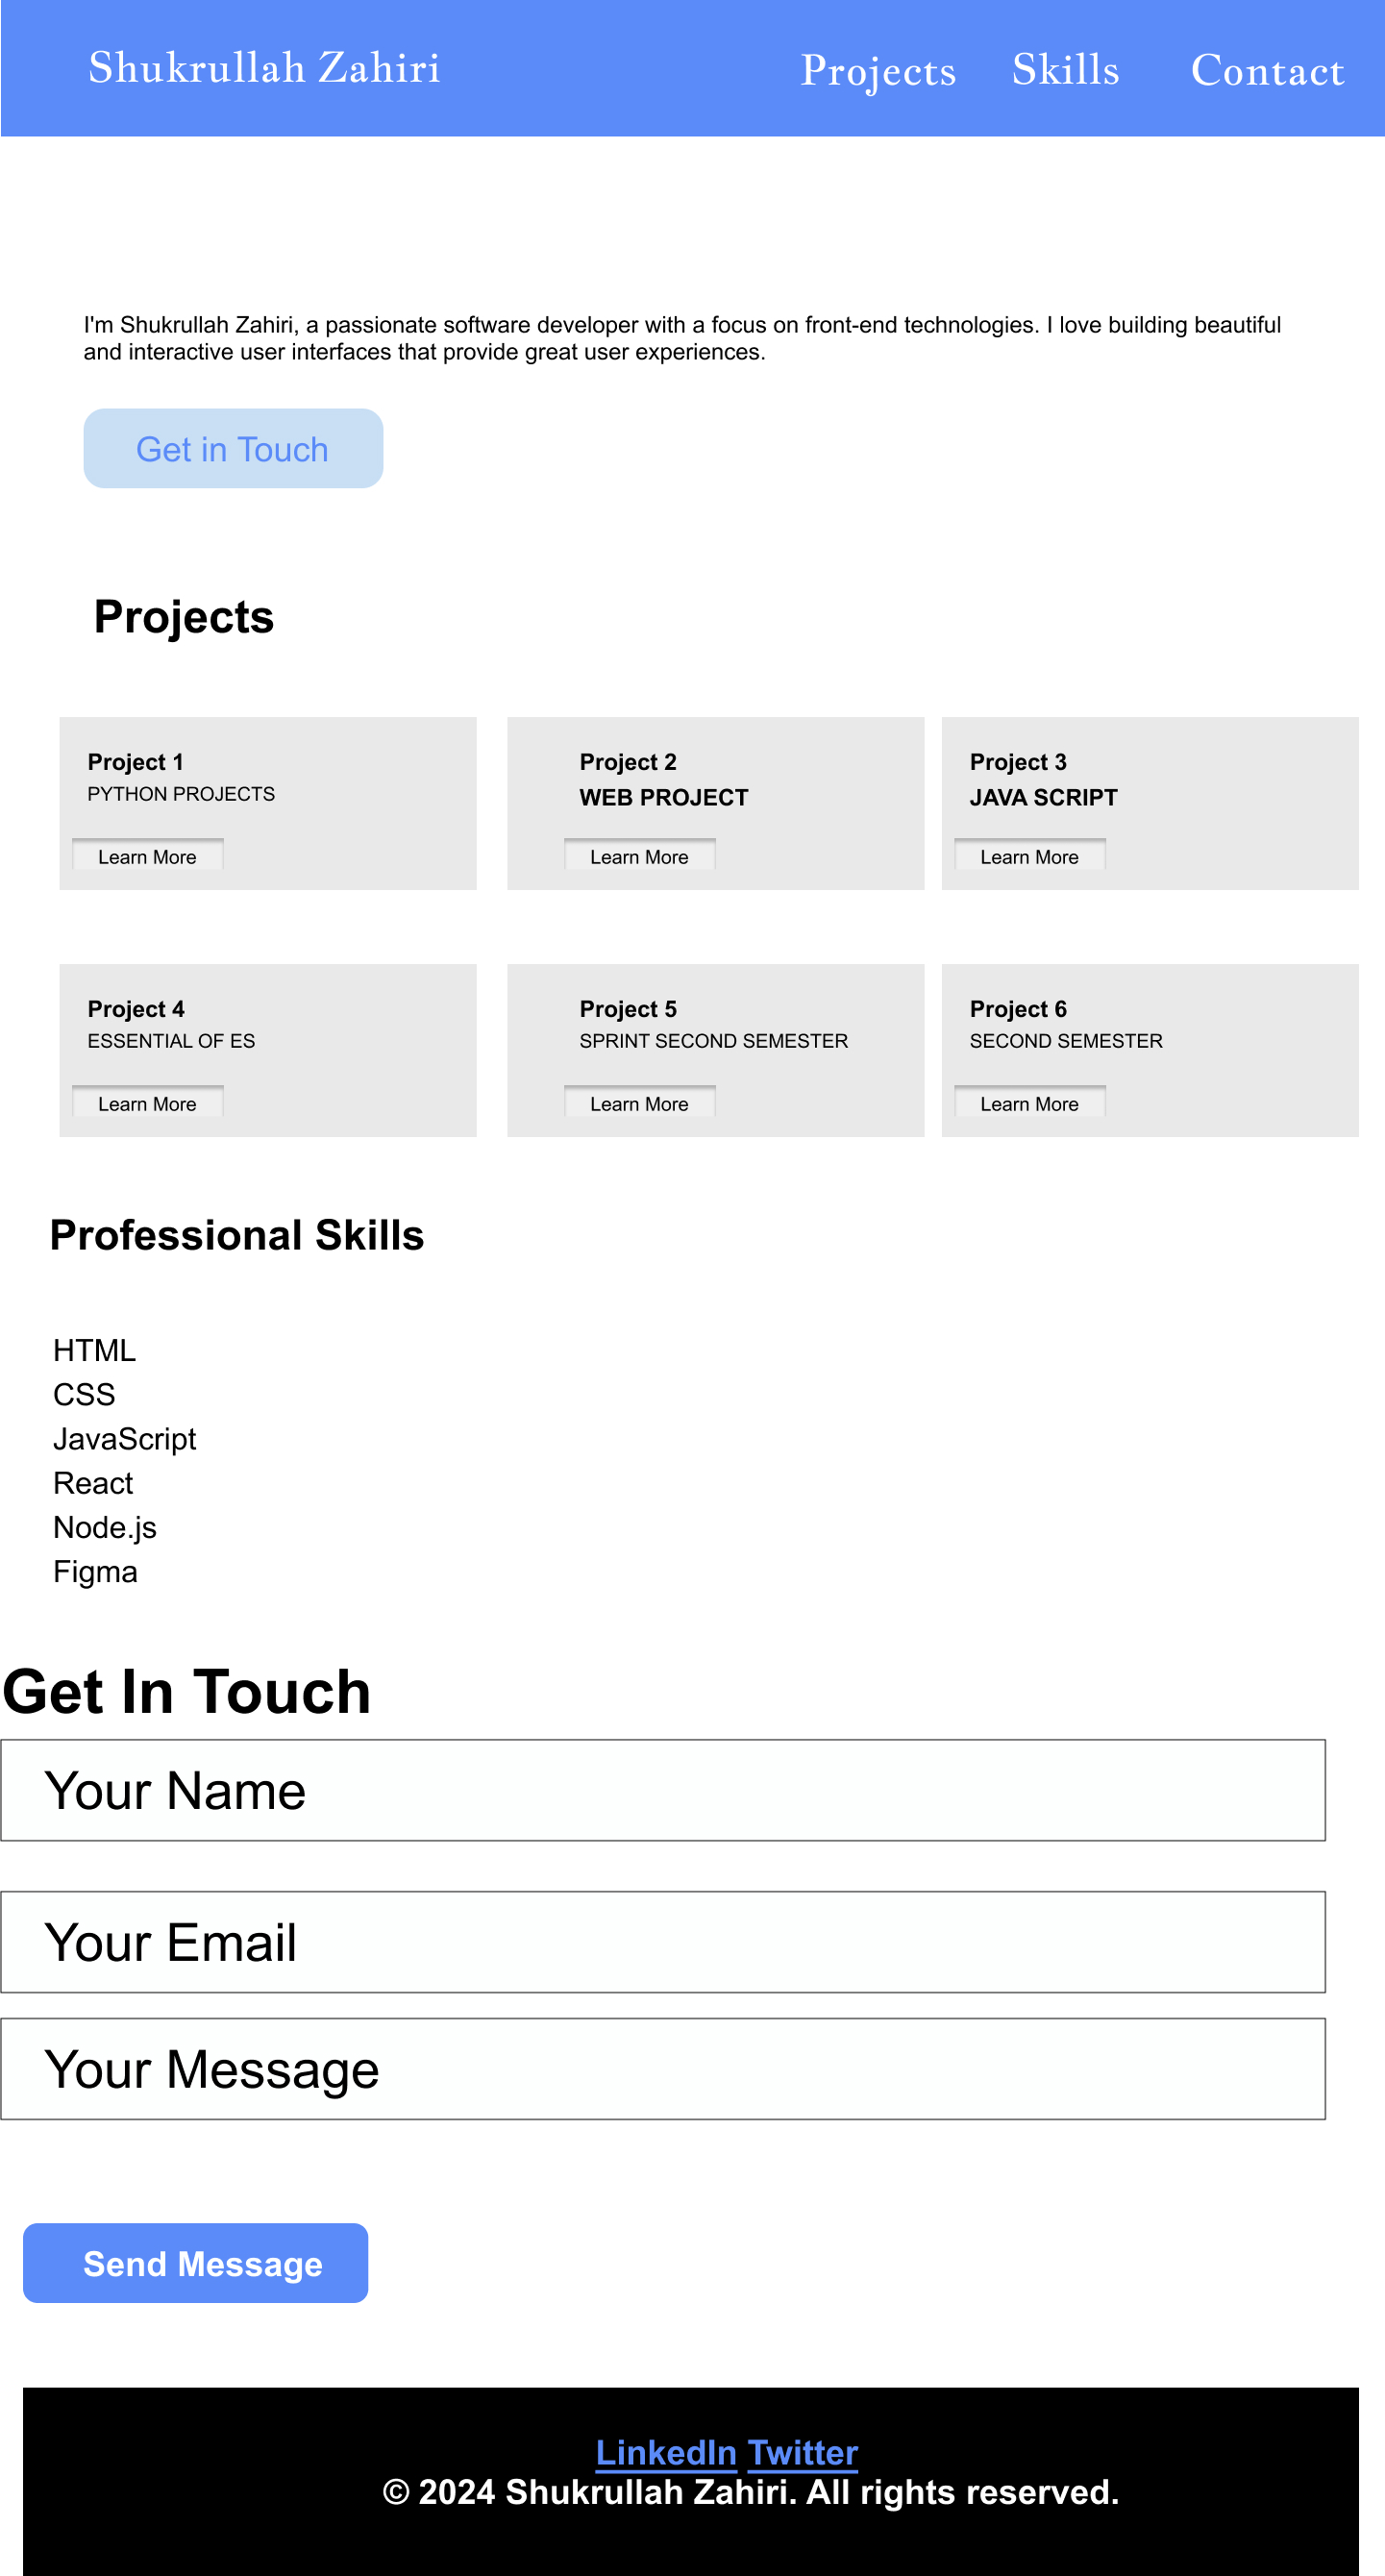 Shukrullah Zahiri
Projects
Skills
Contact
I'm Shukrullah Zahiri, a passionate software developer with a focus on front-end technologies. I love building beautiful
and interactive user interfaces that provide great user experiences.
Get in Touch
Projects
Project 1
PYTHON PROJECTS
Learn More
Project 2
WEB PROJECT
Learn More
Project 3
JAVA SCRIPT
Learn More
Project 4
ESSENTIAL OF ES
Learn More
Project 5
SPRINT SECOND SEMESTER
Learn More
Project 6
SECOND SEMESTER
Learn More
Professional Skills
HTML
CSS
JavaScript
React
Node.js
Figma
Get In Touch
Your Name
Your Email
Your Message
Send Message
LinkedIn Twitter
© 2024 Shukrullah Zahiri. All rights reserved.